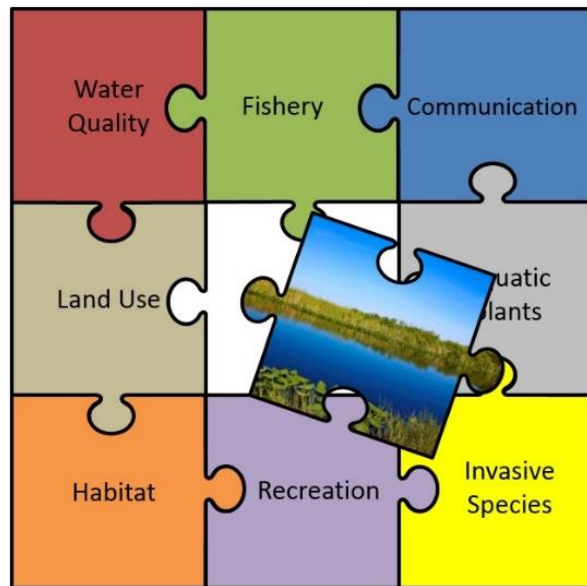 Water
Quality
Fishery
Communication
Land Use
uatic
lants
Habitat
Recreation
Invasive
Species